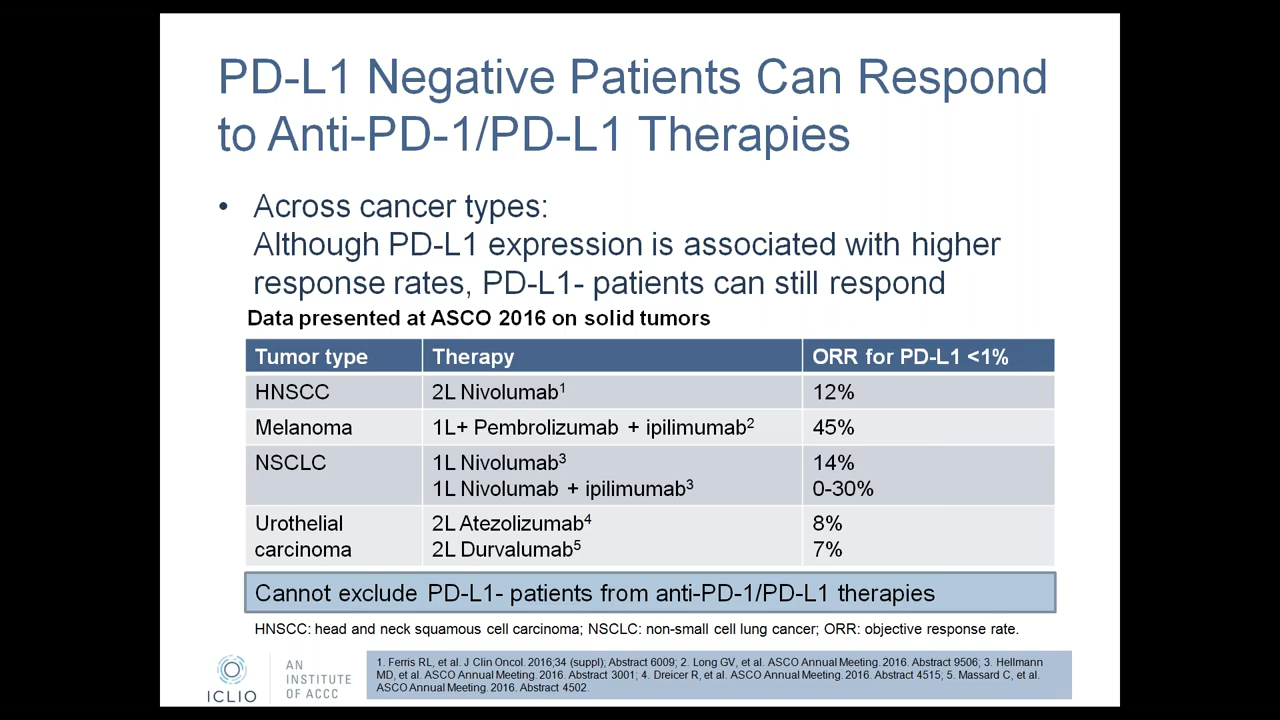 PD-L1 Negative Patients Can Respond
to Anti-PD-1/PD-L1 Therapies
• Across cancer types:
Although PD-L1 expression is associated with higher
response rates, PD-L1- patients can still respond
Data presented at ASCO 2016 on solid tumors
Tumor type Therapy ORR for PD-L1 <1%
HNSCC 2L Nivolumab1 12%
Melanoma 1L+ Pembrolizumab + ipilimumab2 45%
NSCLC 1L Nivolumab3 14%
1L Nivolumab + ipilimumab3 0-30%
Urothelial 2L Atezolizumab4 8%
carcinoma 2L Durvalumab5 7%
Cannot exclude PD-L1- patients from anti-PD-1/PD-L1 therapies
HNSCC: head and neck squamous cell carcinoma; NSCLC: non-small cell lung cancer; ORR: objective response rate.
ICLIO
AN
INSTITUTE
OF ACCC
1. Ferris RL, et al. J Clin Oncol. 2016;34 (suppl); Abstract 6009; 2. Long GV, et al. ASCO Annual Meeting. 2016. Abstract 9506; 3. Hellmann
MD, et al. ASCO Annual Meeting. 2016. Abstract 3001; 4. Dreicer R, et al. ASCO Annual Meeting. 2016. Abstract 4515; 5. Massard C, et al.
ASCO Annual Meeting. 2016. Abstract 4502.